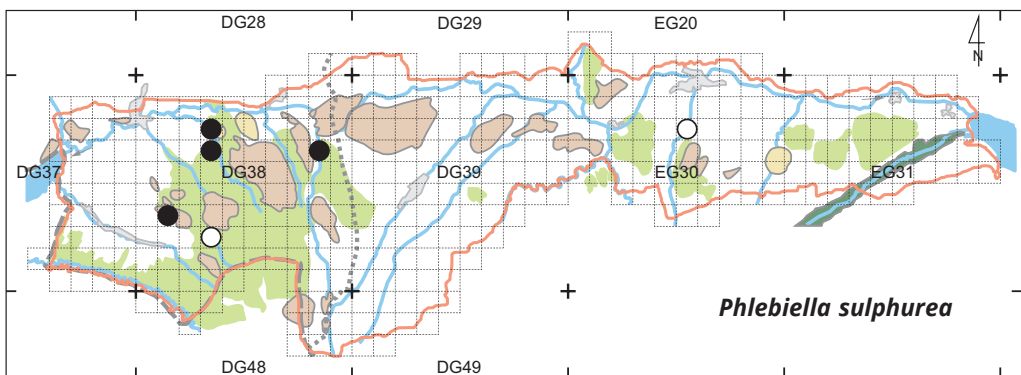 DG28 DG29 EG20
N
DG37 DG38 DG39 EG30 EG31
Phlebiella sulphurea
DG48 DG49